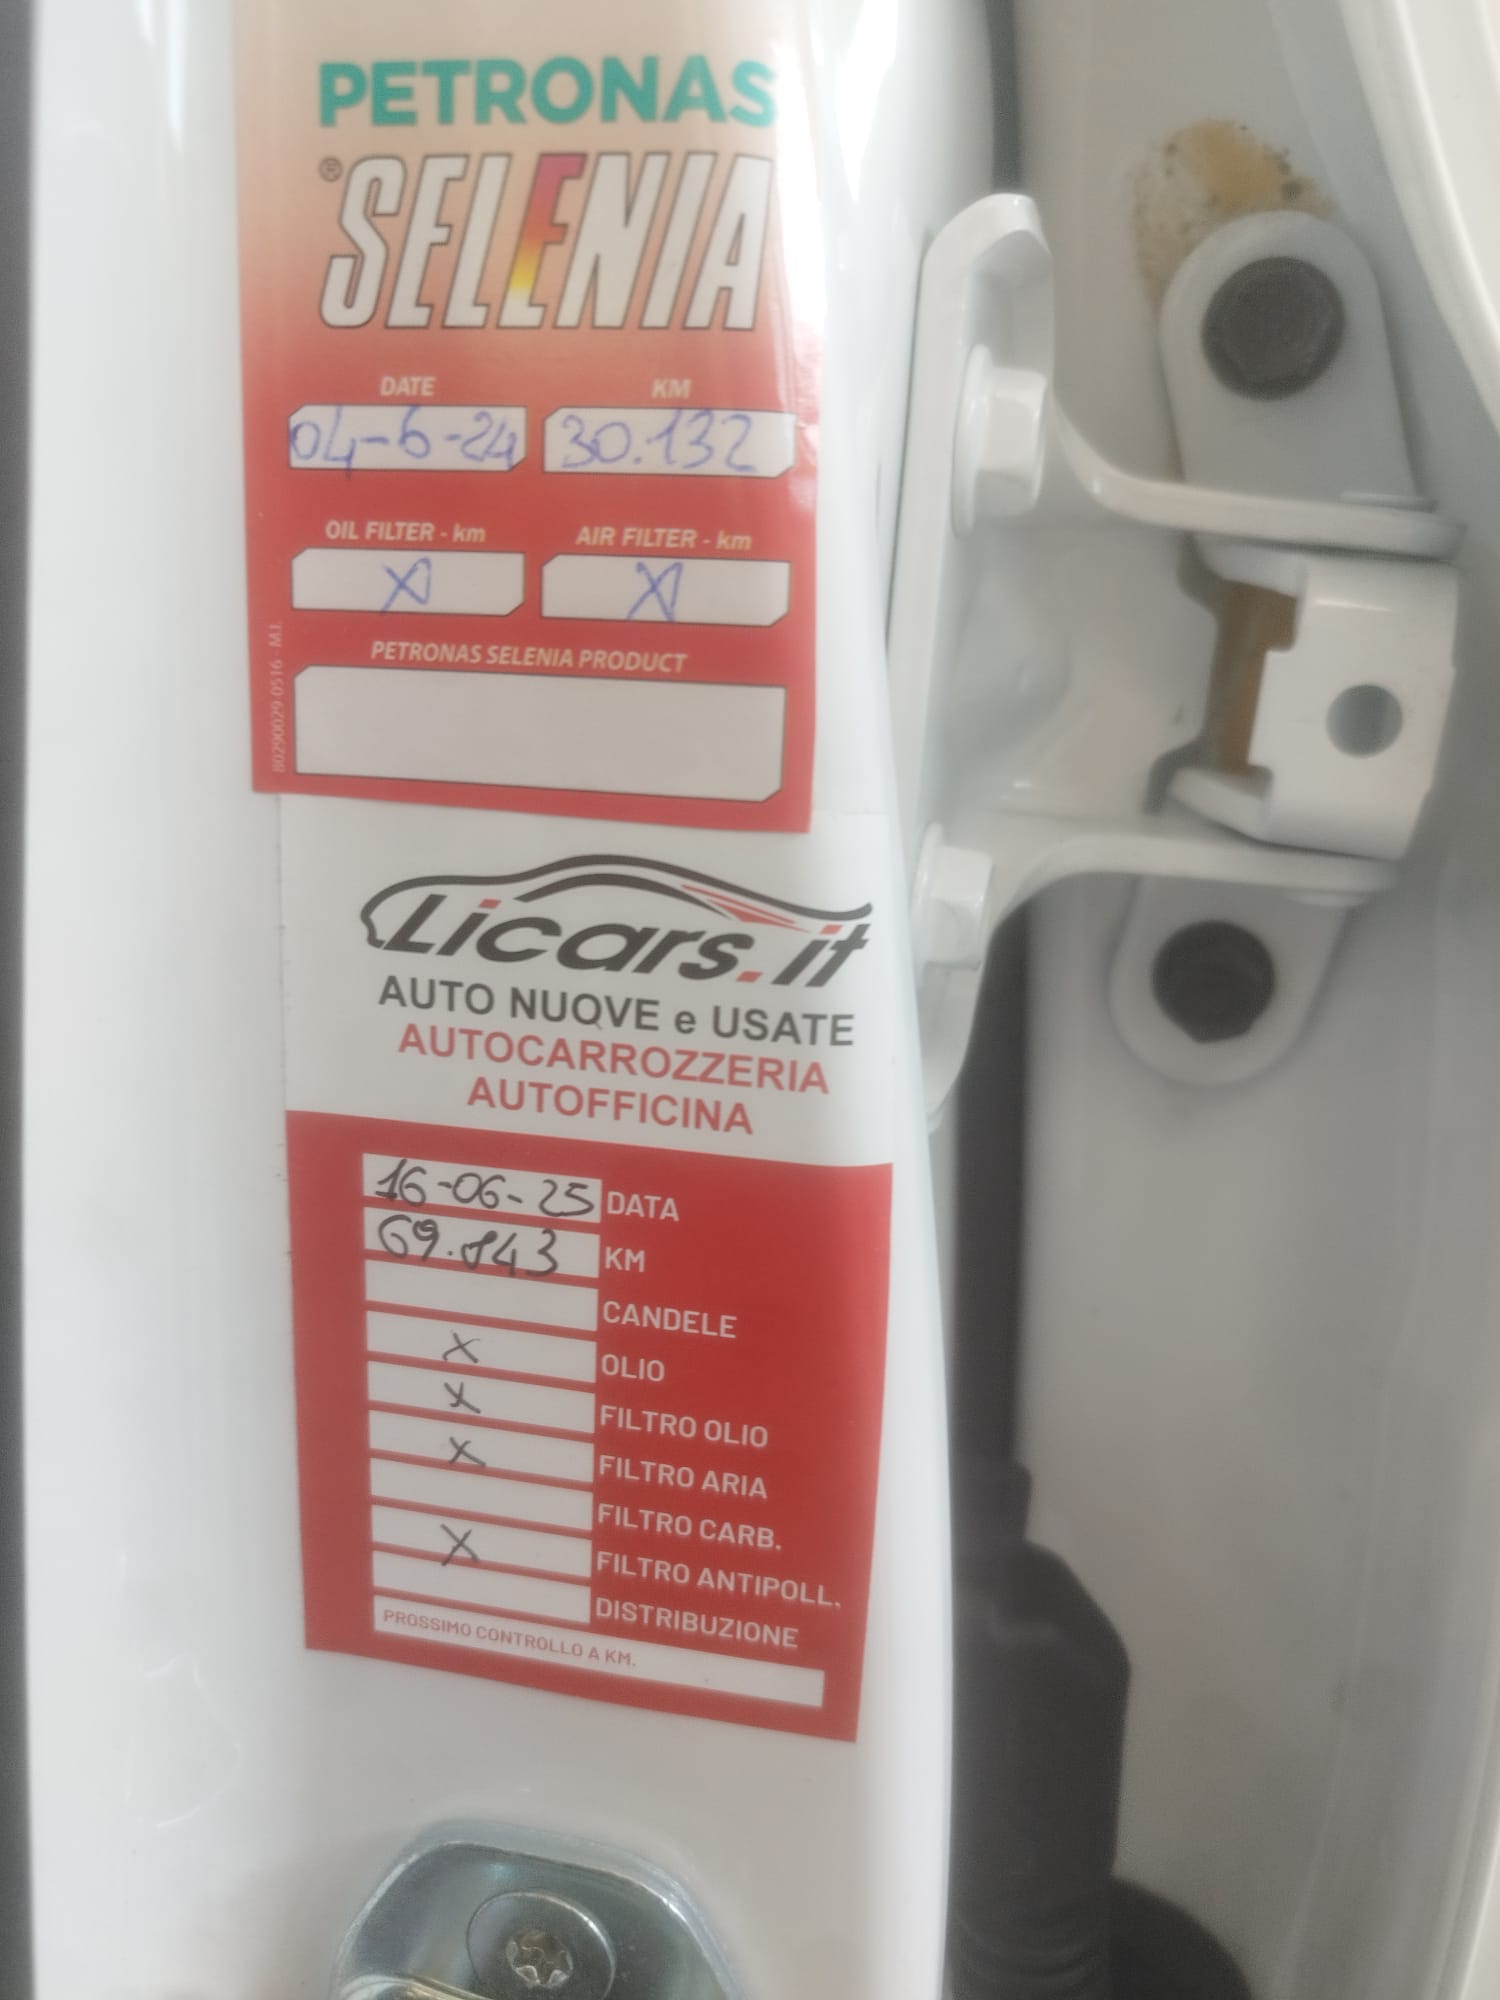 PETRONAS
®SELENIA
DATE KM
04-6-24 30.132
OIL FILTER - km AIR FILTER - km
X X
PETRONAS SELENIA PRODUCT
80290029-0516 - M.I.
Licars.it
AUTO NUOVE e USATE
AUTOCARROZZERIA
AUTOFFICINA
16-06-25 DATA
69.843 KM
CANDELE
X OLIO
X FILTRO OLIO
X FILTRO ARIA
FILTRO CARB.
X FILTRO ANTIPOLL.
DISTRIBUZIONE
PROSSIMO CONTROLLO A KM.